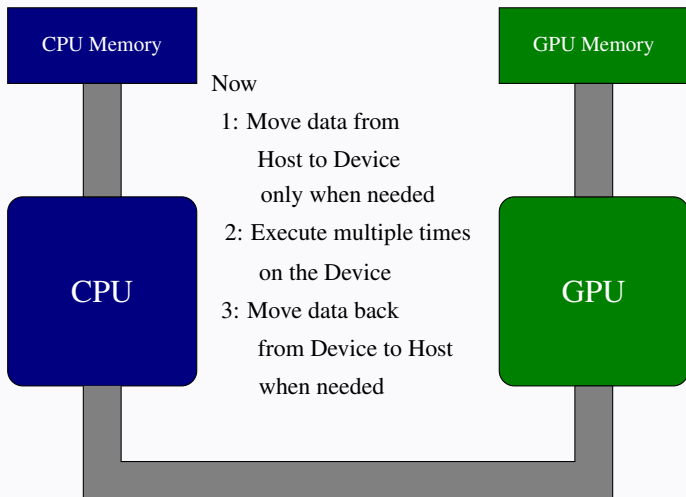 CPU Memory
GPU Memory
Now
1: Move data from
Host to Device
only when needed
2: Execute multiple times
on the Device
3: Move data back
from Device to Host
when needed
CPU
GPU